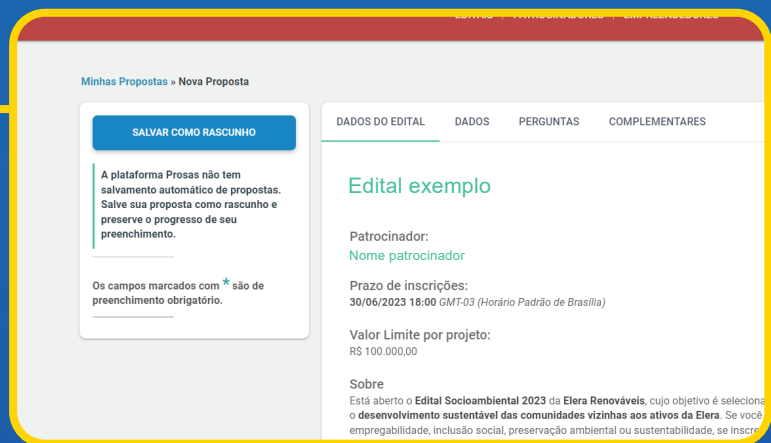 EDITAIS | PATROCINADORES | EMPREENDEDORES
Minhas Propostas » Nova Proposta
SALVAR COMO RASCUNHO
A plataforma Prosas não tem
salvamento automático de propostas.
Salve sua proposta como rascunho e
preserve o progresso de seu
preenchimento.
Os campos marcados com * são de
preenchimento obrigatório.
DADOS DO EDITAL DADOS PERGUNTAS COMPLEMENTARES
Edital exemplo
Patrocinador:
Nome patrocinador
Prazo de inscrições:
30/06/2023 18:00 GMT-03 (Horário Padrão de Brasília)
Valor Limite por projeto:
R$ 100.000,00
Sobre
Está aberto o Edital Socioambiental 2023 da Elera Renováveis, cujo objetivo é seleciona
o desenvolvimento sustentável das comunidades vizinhas aos ativos da Elera. Se você
empregabilidade, inclusão social, preservação ambiental ou sustentabilidade, se inscre